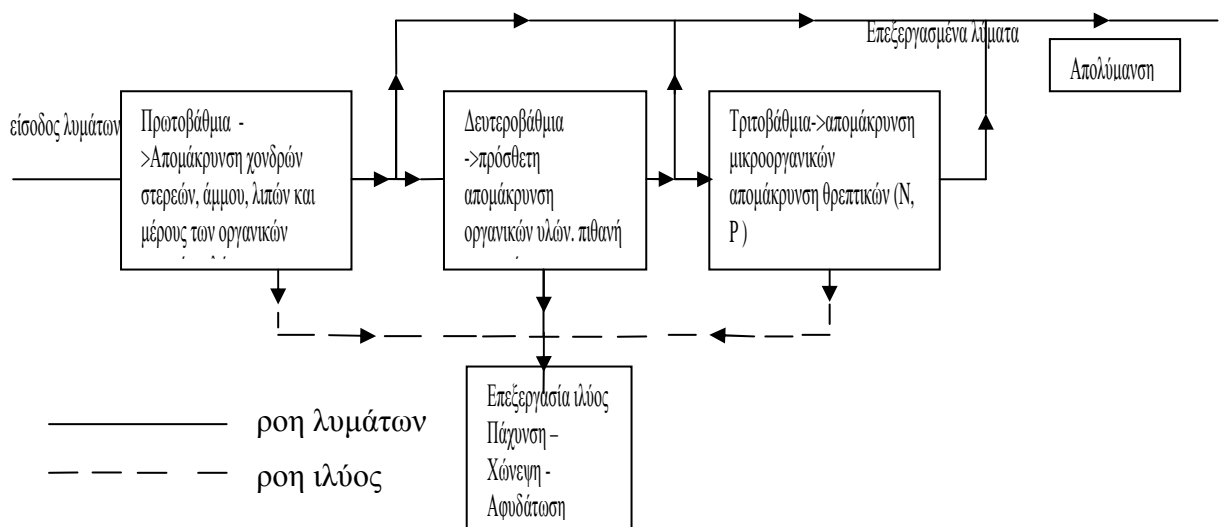 Επεξεργασμένα λύματα
Απολύμανση
είσοδος λυμάτων
Πρωτοβάθμια -
>Απομάκρυνση χονδρών
στερεών, άμμου, λιπών και
μέρους των οργανικών
Δευτεροβάθμια
->πρόσθετη
απομάκρυνση
οργανικών υλών. πιθανή
Τριτοβάθμια->απομάκρυνση
μικροοργανικών
απομάκρυνση θρεπτικών (N,
P )
Επεξεργασία ιλύος
Πάχυνση –
Χώνεψη -
Αφυδάτωση
ροη λυμάτων
ροη ιλύος